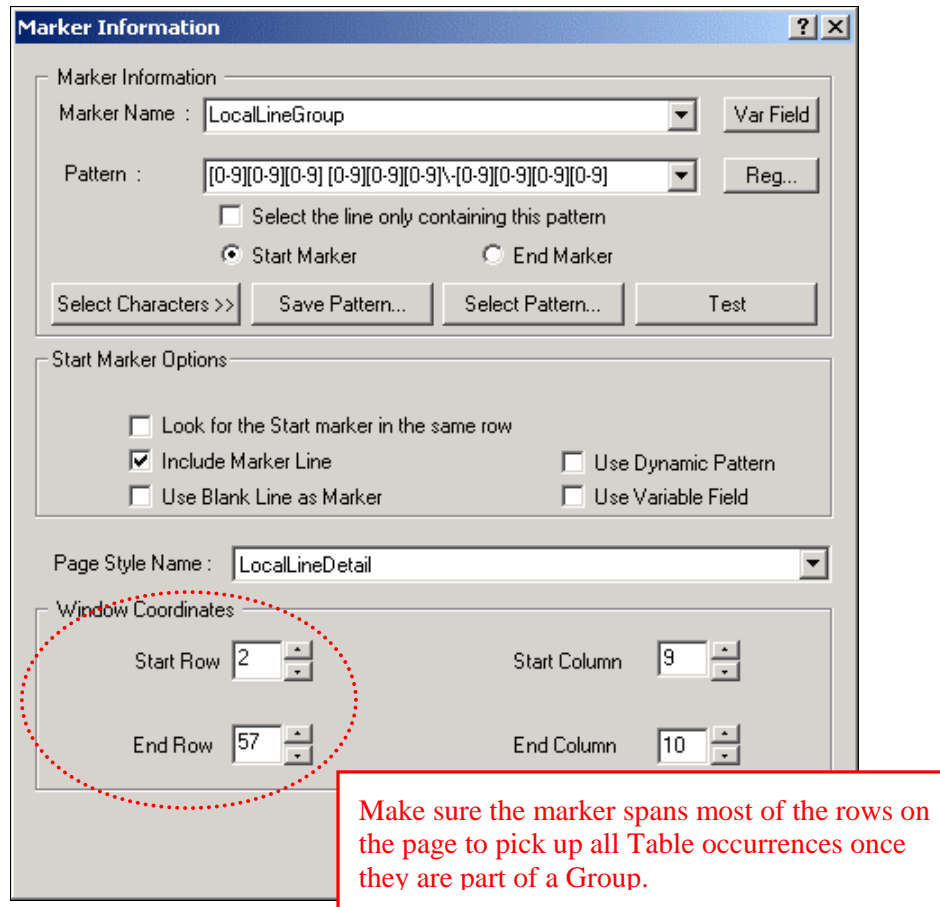 Marker Information
Marker Information
Marker Name : LocalLineGroup Var Field
Pattern : [0-9][0-9][0-9] [0-9][0-9][0-9]\-[0-9][0-9][0-9][0-9] Reg...
Select the line only containing this pattern
Start Marker End Marker
Select Characters >> Save Pattern... Select Pattern... Test
Start Marker Options
Look for the Start marker in the same row
Include Marker Line Use Dynamic Pattern
Use Blank Line as Marker Use Variable Field
Page Style Name : LocalLineDetail
Window Coordinates
Start Row 2 Start Column 9
End Row 57 End Column 10
Make sure the marker spans most of the rows on
the page to pick up all Table occurrences once
they are part of a Group.